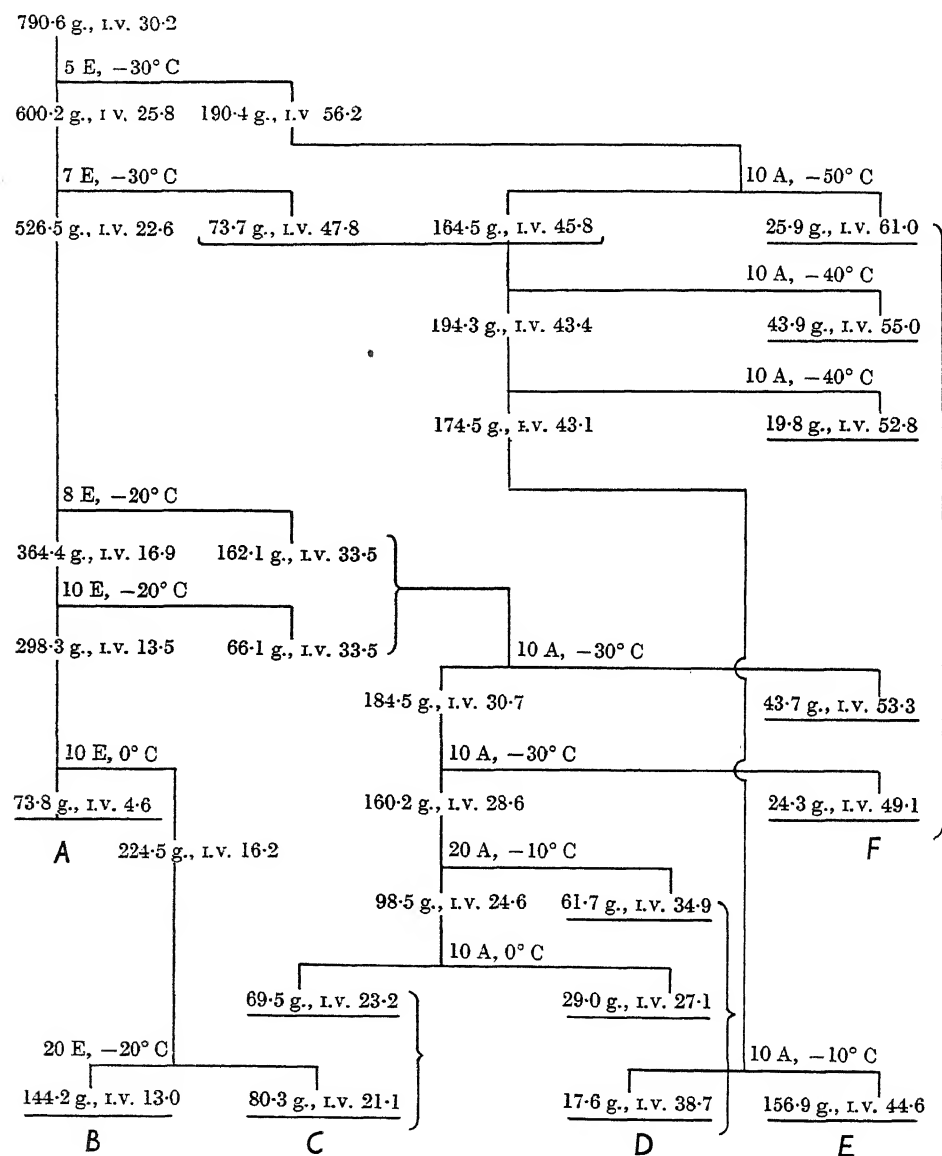 790·6 g., I.V. 30·2
5 E, −30° C
600·2 g., I V. 25·8 190·4 g., I.V 56·2
7 E, −30° C 10 A, −50° C
526·5 g., I.V. 22·6 73·7 g., I.V. 47·8 164·5 g., I.V. 45·8 25·9 g., I.V. 61·0
10 A, −40° C
194·3 g., I.V. 43·4 43·9 g., I.V. 55·0
10 A, −40° C
174·5 g., I.V. 43·1 19·8 g., I.V. 52·8
8 E, −20° C
364·4 g., I.V. 16·9 162·1 g., I.V. 33·5
10 E, −20° C
298·3 g., I.V. 13·5 66·1 g., I.V. 33·5
10 A, −30° C
184·5 g., I.V. 30·7 43·7 g., I.V. 53·3
10 E, 0° C 10 A, −30° C
73·8 g., I.V. 4·6 160·2 g., I.V. 28·6 24·3 g., I.V. 49·1
A 224·5 g., I.V. 16·2 20 A, −10° C F
98·5 g., I.V. 24·6 61·7 g., I.V. 34·9
10 A, 0° C
69·5 g., I.V. 23·2 29·0 g., I.V. 27·1
20 E, −20° C 10 A, −10° C
144·2 g., I.V. 13·0 80·3 g., I.V. 21·1 17·6 g., I.V. 38·7 156·9 g., I.V. 44·6
B C D E